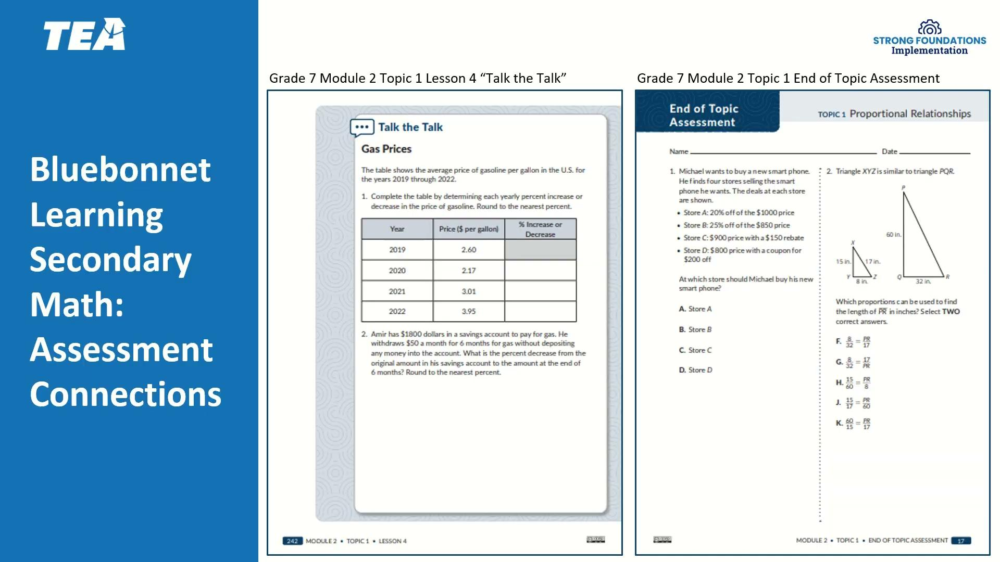 TEA
Bluebonnet
Learning
Secondary
Math:
Assessment
Connections
STRONG FOUNDATIONS
Implementation
Grade 7 Module 2 Topic 1 Lesson 4 “Talk the Talk”
Talk the Talk
Gas Prices
The table shows the average price of gasoline per gallon in the U.S. for
the years 2019 through 2022.
1. Complete the table by determining each yearly percent increase or
decrease in the price of gasoline. Round to the nearest percent.
Year Price ($ per gallon) % Increase or
Decrease
2019 2.60
2020 2.17
2021 3.01
2022 3.95
2. Amir has $1800 dollars in a savings account to pay for gas. He
withdraws $50 a month for 6 months for gas without depositing
any money into the account. What is the percent decrease from the
original amount in his savings account to the amount at the end of
6 months? Round to the nearest percent.
242 MODULE 2 • TOPIC 1 • LESSON 4
Grade 7 Module 2 Topic 1 End of Topic Assessment
End of Topic
Assessment
TOPIC 1 Proportional Relationships
Name Date
1. Michael wants to buy a new smart phone.
He finds four stores selling the smart
phone he wants. The deals at each store
are shown.
• Store A: 20% off of the $1000 price
• Store B: 25% off of the $850 price
• Store C: $900 price with a $150 rebate
• Store D: $800 price with a coupon for
$200 off
At which store should Michael buy his new
smart phone?
A. Store A
B. Store B
C. Store C
D. Store D
2. Triangle XYZ is similar to triangle PQR.
P
60 in.
X
15 in. 17 in.
Y Z Q R
8 in. 32 in.
Which proportions can be used to find
the length of PR in inches? Select TWO
correct answers.
F. 8/32 = PR/17
G. 8/32 = 17/PR
H. 15/60 = PR/8
J. 15/17 = PR/60
K. 60/15 = PR/17
MODULE 2 • TOPIC 1 • END OF TOPIC ASSESSMENT 17